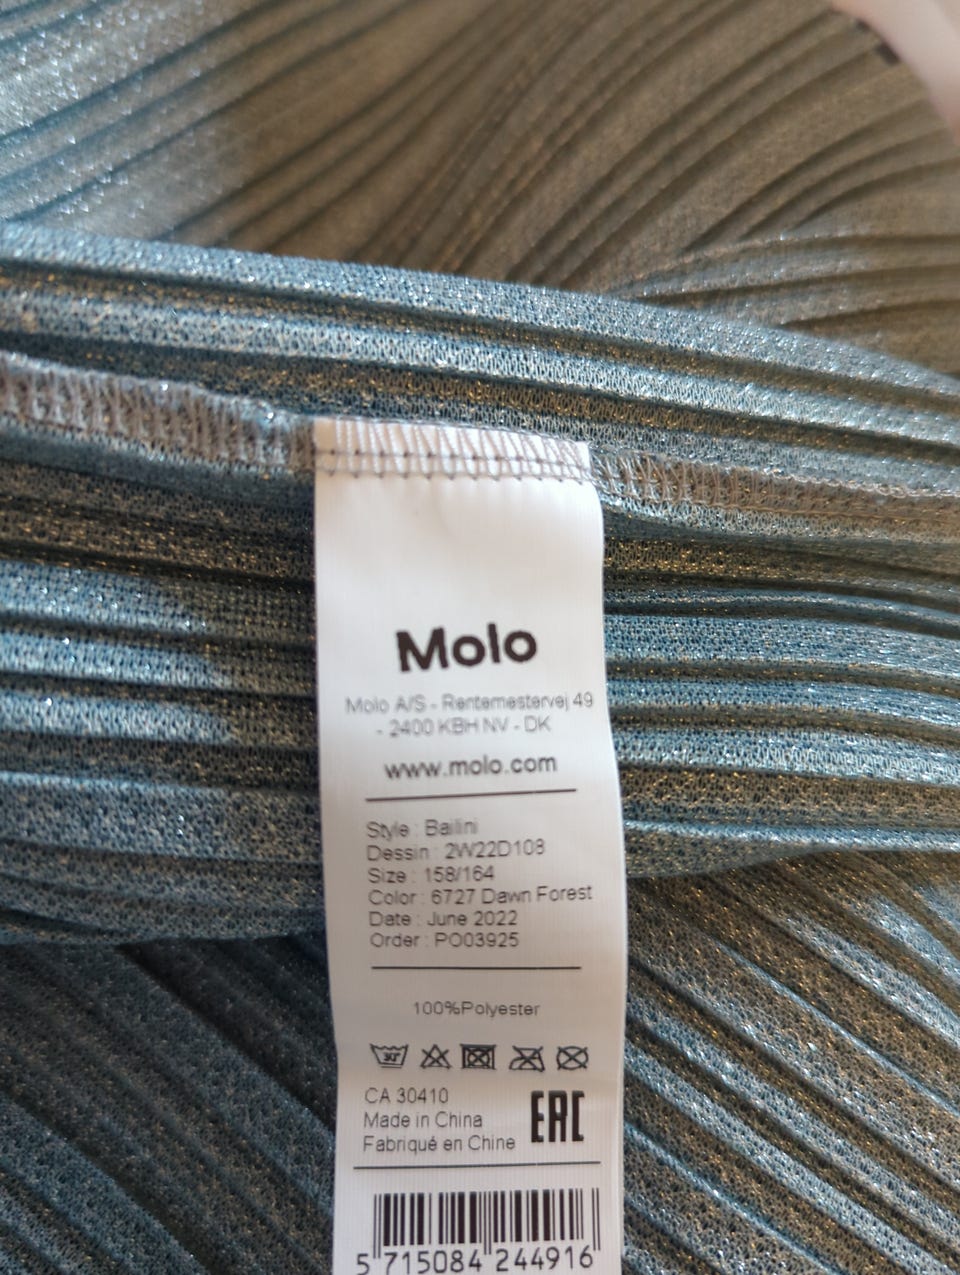 Molo
Molo A/S - Rentemestervej 49
- 2400 KBH NV - DK
www.molo.com
Style : Bailini
Dessin : 2W22D108
Size : 158/164
Color : 6727 Dawn Forest
Date : June 2022
Order : PO03925
100%Polyester
30°
CA 30410
Made in China
Fabriqué en Chine
EAC
5 715084 244916